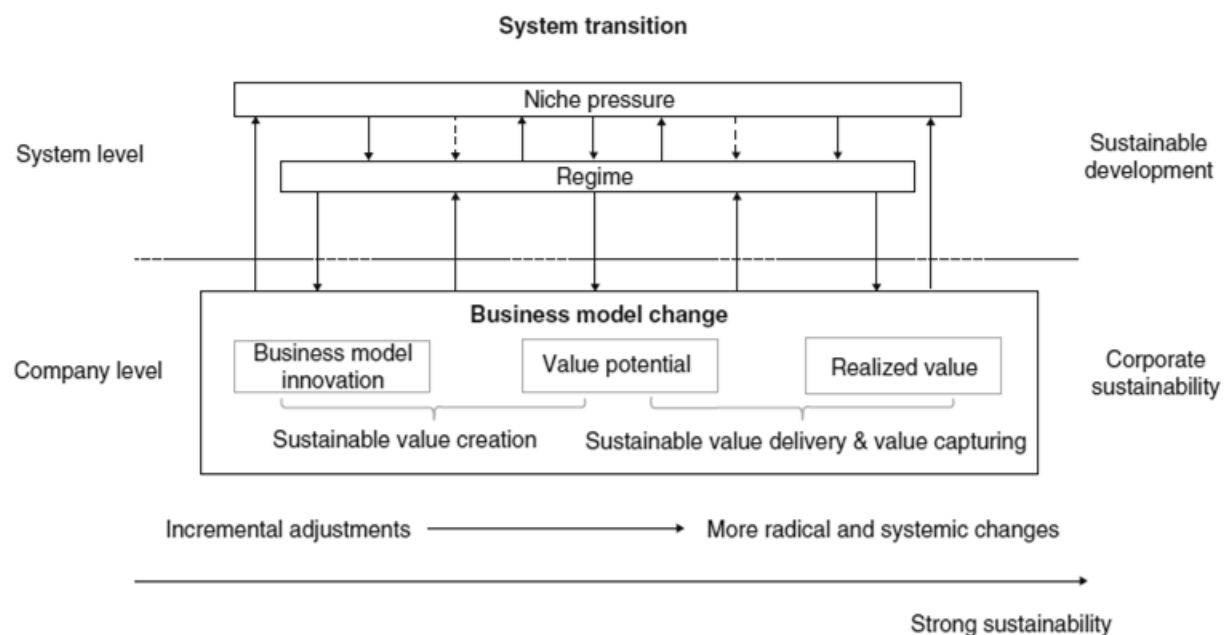 System transition
Niche pressure
System level
Sustainable
development
Regime
Business model change
Business model
innovation
Value potential
Realized value
Company level
Corporate
sustainability
Sustainable value creation
Sustainable value delivery & value capturing
Incremental adjustments
More radical and systemic changes
Strong sustainability